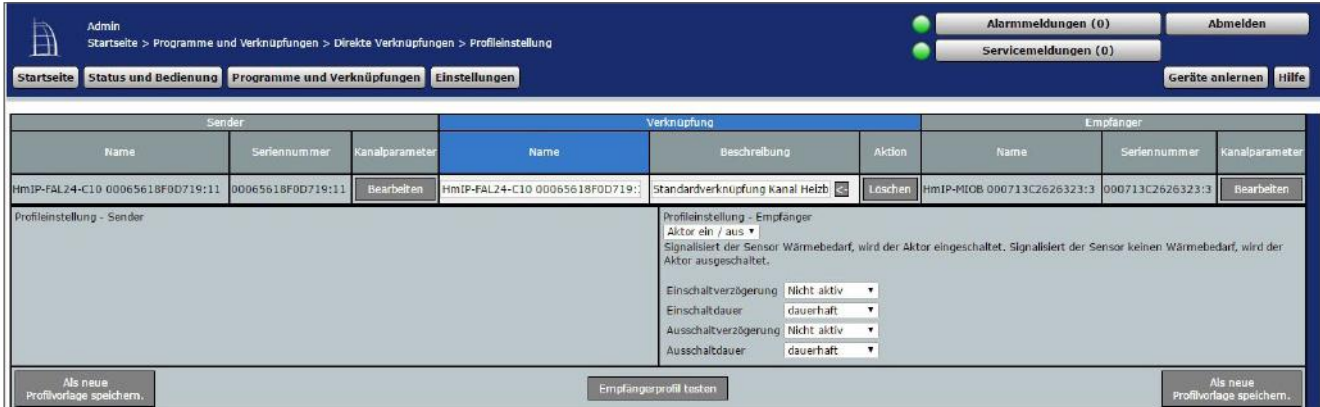 Admin
Startseite > Programme und Verknüpfungen > Direkte Verknüpfungen > Profileinstellung
Alarmmeldungen (0)
Abmelden
Servicemeldungen (0)
Startseite
Status und Bedienung
Programme und Verknüpfungen
Einstellungen
Geräte anlernen
Hilfe
Sender
Verknüpfung
Empfänger
Name
Seriennummer
Kanalparameter
Name
Beschreibung
Aktion
Name
Seriennummer
Kanalparameter
HmIP-FAL24-C10 00065618F0D719:11
00065618F0D719:11
Bearbeiten
HmIP-FAL24-C10 00065618F0D719:
Standardverknüpfung Kanal Heizb
<-
Löschen
HmIP-MIOB 000713C2626323:3
000713C2626323:3
Bearbeiten
Profileinstellung - Sender
Profileinstellung - Empfänger
Aktor ein / aus
Signalisiert der Sensor Wärmebedarf, wird der Aktor eingeschaltet. Signalisiert der Sensor keinen Wärmebedarf, wird der
Aktor ausgeschaltet.
Einschaltverzögerung Nicht aktiv
Einschaltdauer dauerhaft
Ausschaltverzögerung Nicht aktiv
Ausschaltdauer dauerhaft
Als neue
Profilvorlage speichern.
Empfängerprofil testen
Als neue
Profilvorlage speichern.